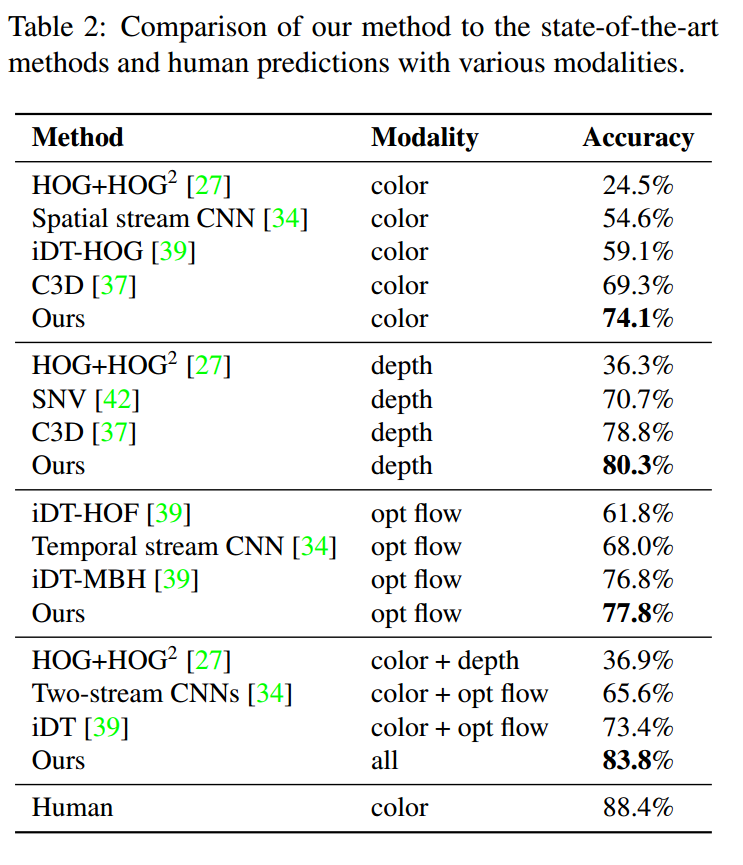 Table 2: Comparison of our method to the state-of-the-art
methods and human predictions with various modalities.
Method Modality Accuracy
HOG+HOG² [27] color 24.5%
Spatial stream CNN [34] color 54.6%
iDT-HOG [39] color 59.1%
C3D [37] color 69.3%
Ours color 74.1%
HOG+HOG² [27] depth 36.3%
SNV [42] depth 70.7%
C3D [37] depth 78.8%
Ours depth 80.3%
iDT-HOF [39] opt flow 61.8%
Temporal stream CNN [34] opt flow 68.0%
iDT-MBH [39] opt flow 76.8%
Ours opt flow 77.8%
HOG+HOG² [27] color + depth 36.9%
Two-stream CNNs [34] color + opt flow 65.6%
iDT [39] color + opt flow 73.4%
Ours all 83.8%
Human color 88.4%